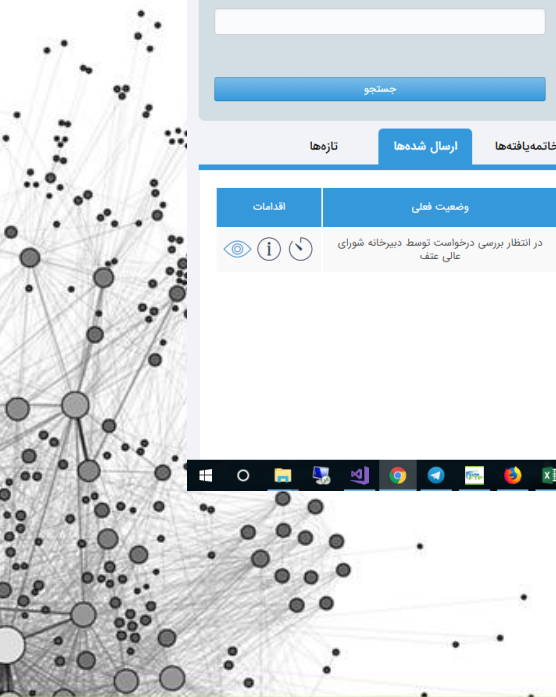 جستجو
خاتمه‌یافته‌ها
ارسال شده‌ها
تازه‌ها
وضعیت فعلی
اقدامات
در انتظار بررسی درخواست توسط دبیرخانه شورای
عالی عتف